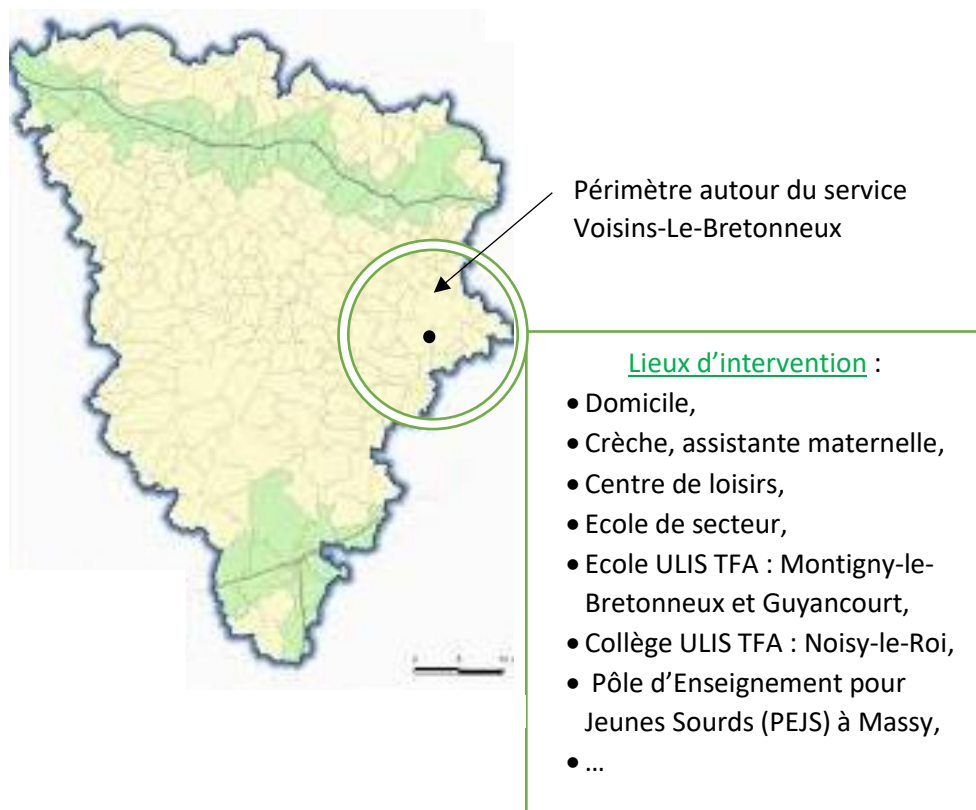 Périmètre autour du service
Voisins-Le-Bretonneux
Lieux d’intervention :
• Domicile,
• Crèche, assistante maternelle,
• Centre de loisirs,
• Ecole de secteur,
• Ecole ULIS TFA : Montigny-le-
Bretonneux et Guyancourt,
• Collège ULIS TFA : Noisy-le-Roi,
• Pôle d’Enseignement pour
Jeunes Sourds (PEJS) à Massy,
• ...